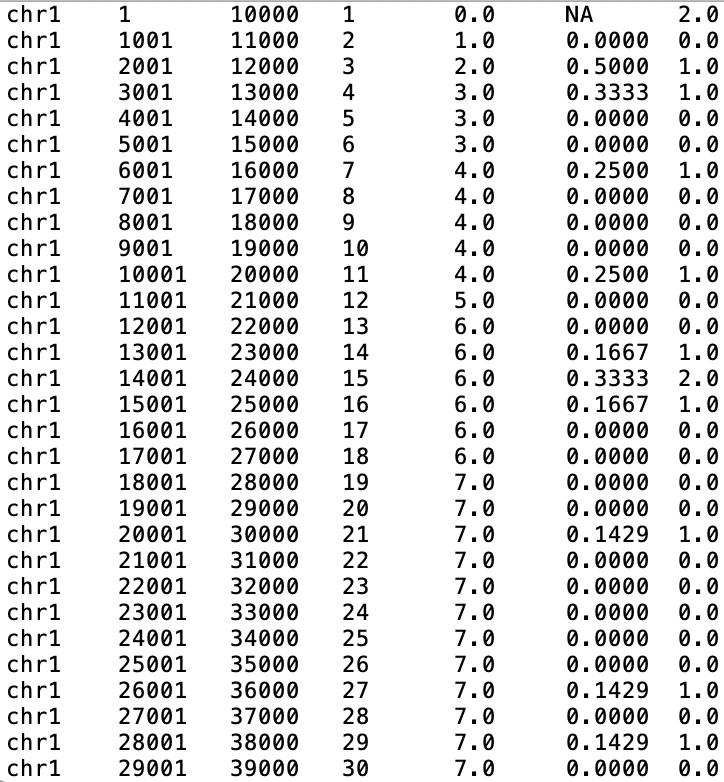 chr1 1 10000 1 0.0 NA 2.0
chr1 1001 11000 2 1.0 0.0000 0.0
chr1 2001 12000 3 2.0 0.5000 1.0
chr1 3001 13000 4 3.0 0.3333 1.0
chr1 4001 14000 5 3.0 0.0000 0.0
chr1 5001 15000 6 3.0 0.0000 0.0
chr1 6001 16000 7 4.0 0.2500 1.0
chr1 7001 17000 8 4.0 0.0000 0.0
chr1 8001 18000 9 4.0 0.0000 0.0
chr1 9001 19000 10 4.0 0.0000 0.0
chr1 10001 20000 11 4.0 0.2500 1.0
chr1 11001 21000 12 5.0 0.0000 0.0
chr1 12001 22000 13 6.0 0.0000 0.0
chr1 13001 23000 14 6.0 0.1667 1.0
chr1 14001 24000 15 6.0 0.3333 2.0
chr1 15001 25000 16 6.0 0.1667 1.0
chr1 16001 26000 17 6.0 0.0000 0.0
chr1 17001 27000 18 6.0 0.0000 0.0
chr1 18001 28000 19 7.0 0.0000 0.0
chr1 19001 29000 20 7.0 0.0000 0.0
chr1 20001 30000 21 7.0 0.1429 1.0
chr1 21001 31000 22 7.0 0.0000 0.0
chr1 22001 32000 23 7.0 0.0000 0.0
chr1 23001 33000 24 7.0 0.0000 0.0
chr1 24001 34000 25 7.0 0.0000 0.0
chr1 25001 35000 26 7.0 0.0000 0.0
chr1 26001 36000 27 7.0 0.1429 1.0
chr1 27001 37000 28 7.0 0.0000 0.0
chr1 28001 38000 29 7.0 0.1429 1.0
chr1 29001 39000 30 7.0 0.0000 0.0